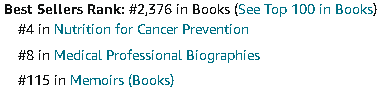 Best Sellers Rank: #2,376 in Books (See Top 100 in Books)
#4 in Nutrition for Cancer Prevention
#8 in Medical Professional Biographies
#115 in Memoirs (Books)